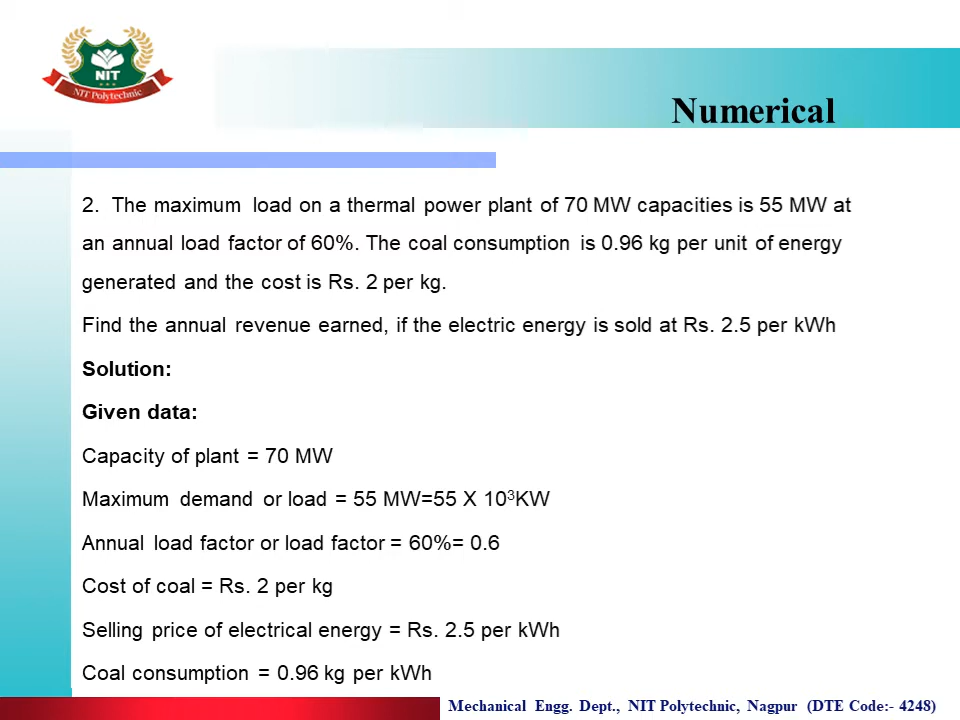 NIT
NIT Polytechnic
Numerical
2. The maximum load on a thermal power plant of 70 MW capacities is 55 MW at
an annual load factor of 60%. The coal consumption is 0.96 kg per unit of energy
generated and the cost is Rs. 2 per kg.
Find the annual revenue earned, if the electric energy is sold at Rs. 2.5 per kWh
Solution:
Given data:
Capacity of plant = 70 MW
Maximum demand or load = 55 MW=55 X 10³KW
Annual load factor or load factor = 60%= 0.6
Cost of coal = Rs. 2 per kg
Selling price of electrical energy = Rs. 2.5 per kWh
Coal consumption = 0.96 kg per kWh
Mechanical Engg. Dept., NIT Polytechnic, Nagpur (DTE Code:- 4248)